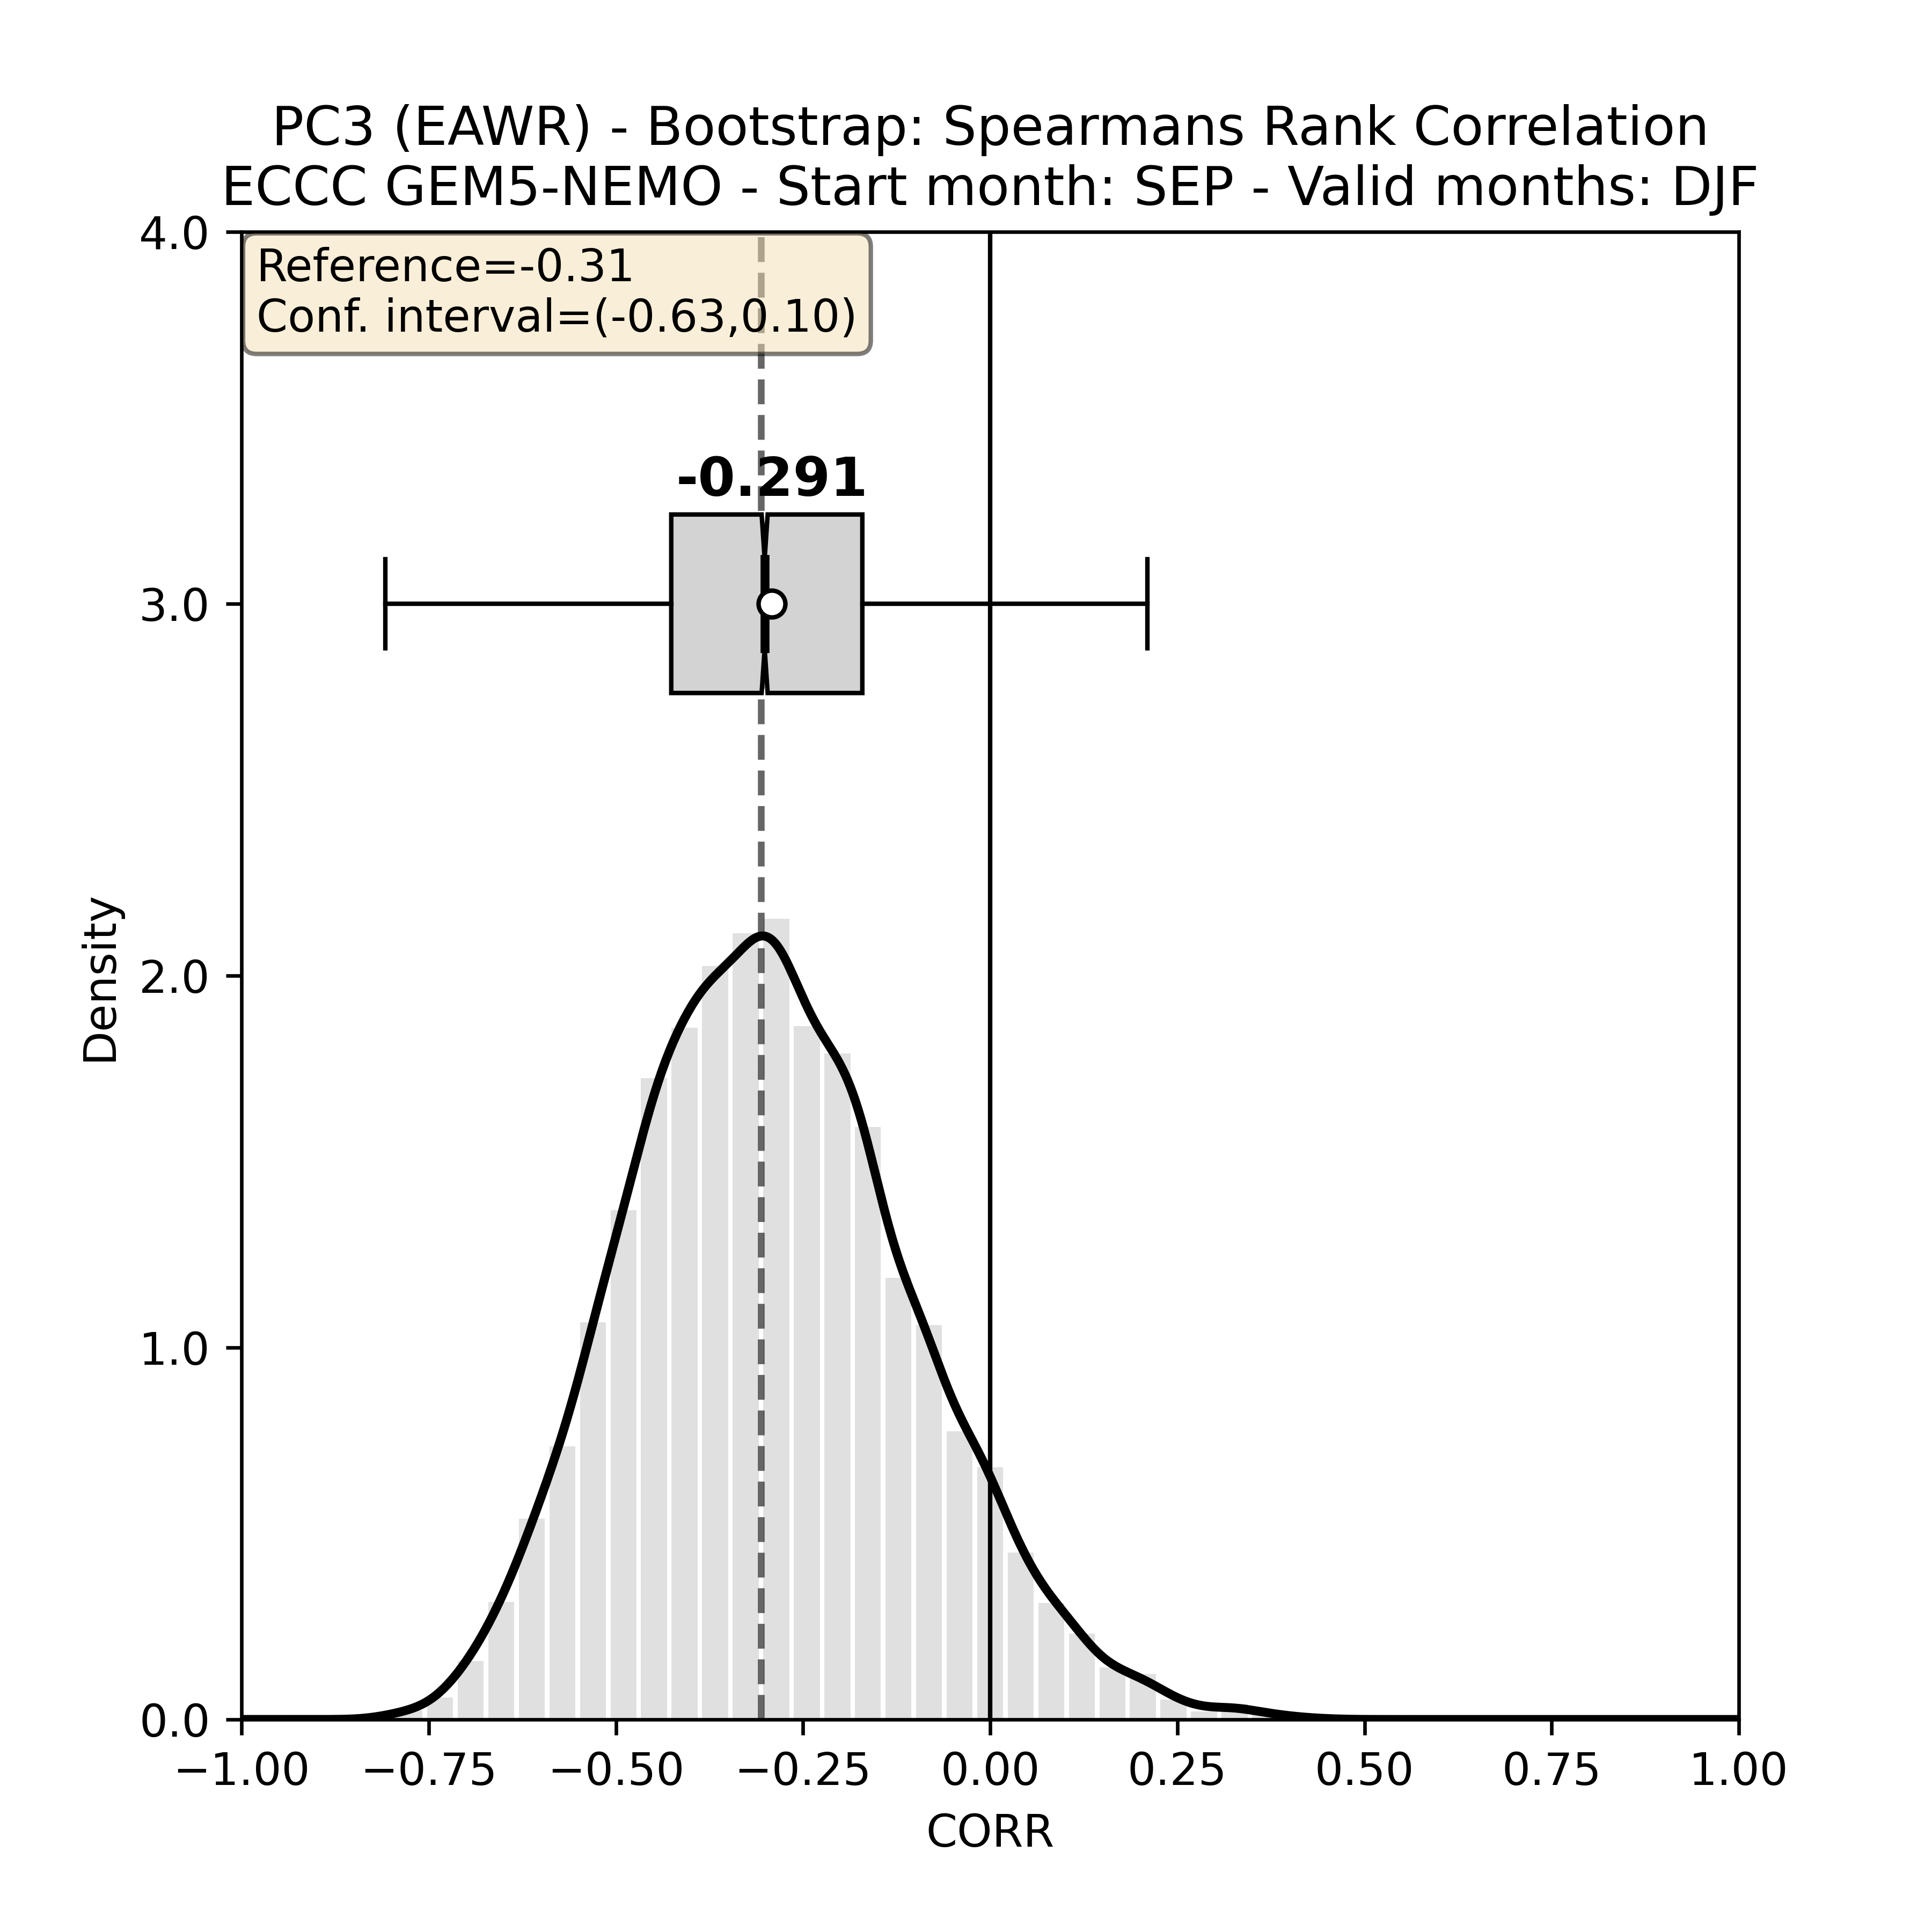 PC3 (EAWR) - Bootstrap: Spearmans Rank Correlation
ECCC GEM5-NEMO - Start month: SEP - Valid months: DJF
4.0
Reference=-0.31
Conf. interval=(-0.63,0.10)
-0.291
3.0
2.0
Density
1.0
0.0
−1.00 −0.75 −0.50 −0.25 0.00 0.25 0.50 0.75 1.00
CORR